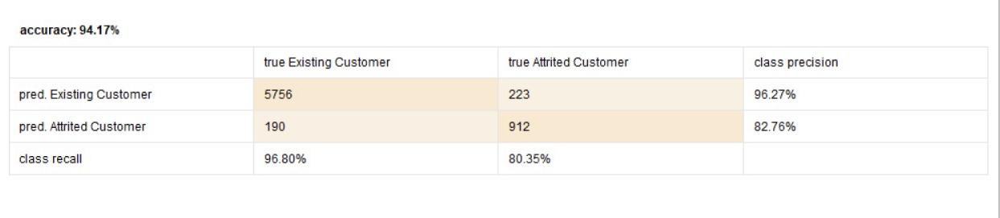 accuracy: 94.17%
true Existing Customer true Attrited Customer class precision
pred. Existing Customer 5756 223 96.27%
pred. Attrited Customer 190 912 82.76%
class recall 96.80% 80.35%